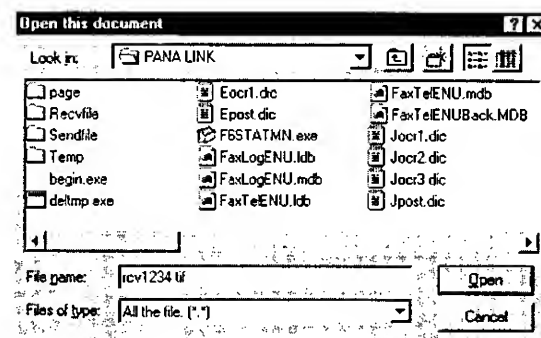 Open this document
Look in: PANA LINK
page
Recvfile
Sendfile
Temp
begin.exe
deltmp.exe
Eocr1.dic
Epost.dic
F6STATMN.exe
FaxLogENU.ldb
FaxLogENU.mdb
FaxTelENU.ldb
FaxTelENU.mdb
FaxTelENUBack.MDB
Jocr1.dic
Jocr2.dic
Jocr3.dic
Jpost.dic
File name: rcv1234.tif
Open
Files of type: All the file. (*.*)
Cancel